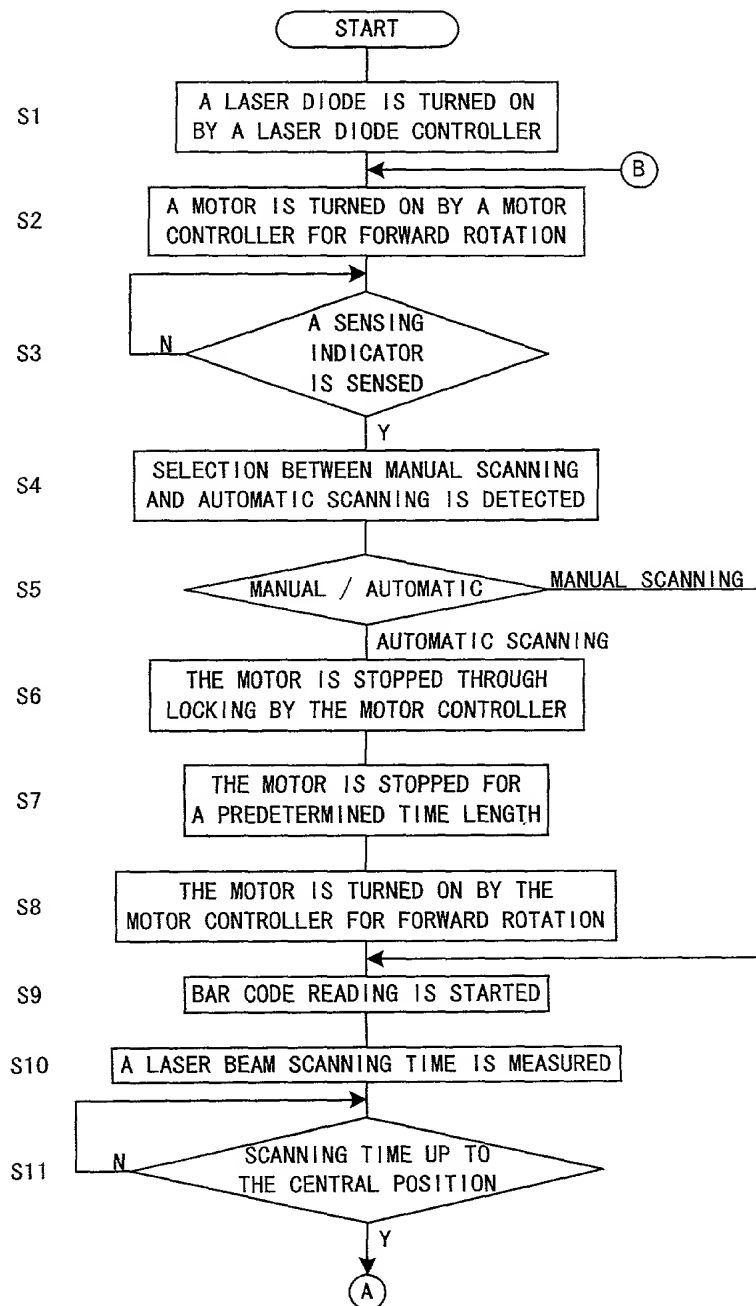 START
S1
A LASER DIODE IS TURNED ON
BY A LASER DIODE CONTROLLER
B
S2
A MOTOR IS TURNED ON BY A MOTOR
CONTROLLER FOR FORWARD ROTATION
S3
N
A SENSING
INDICATOR
IS SENSED
Y
S4
SELECTION BETWEEN MANUAL SCANNING
AND AUTOMATIC SCANNING IS DETECTED
S5
MANUAL / AUTOMATIC
MANUAL SCANNING
AUTOMATIC SCANNING
S6
THE MOTOR IS STOPPED THROUGH
LOCKING BY THE MOTOR CONTROLLER
S7
THE MOTOR IS STOPPED FOR
A PREDETERMINED TIME LENGTH
S8
THE MOTOR IS TURNED ON BY THE
MOTOR CONTROLLER FOR FORWARD ROTATION
S9
BAR CODE READING IS STARTED
S10
A LASER BEAM SCANNING TIME IS MEASURED
S11
N
SCANNING TIME UP TO
THE CENTRAL POSITION
Y
A